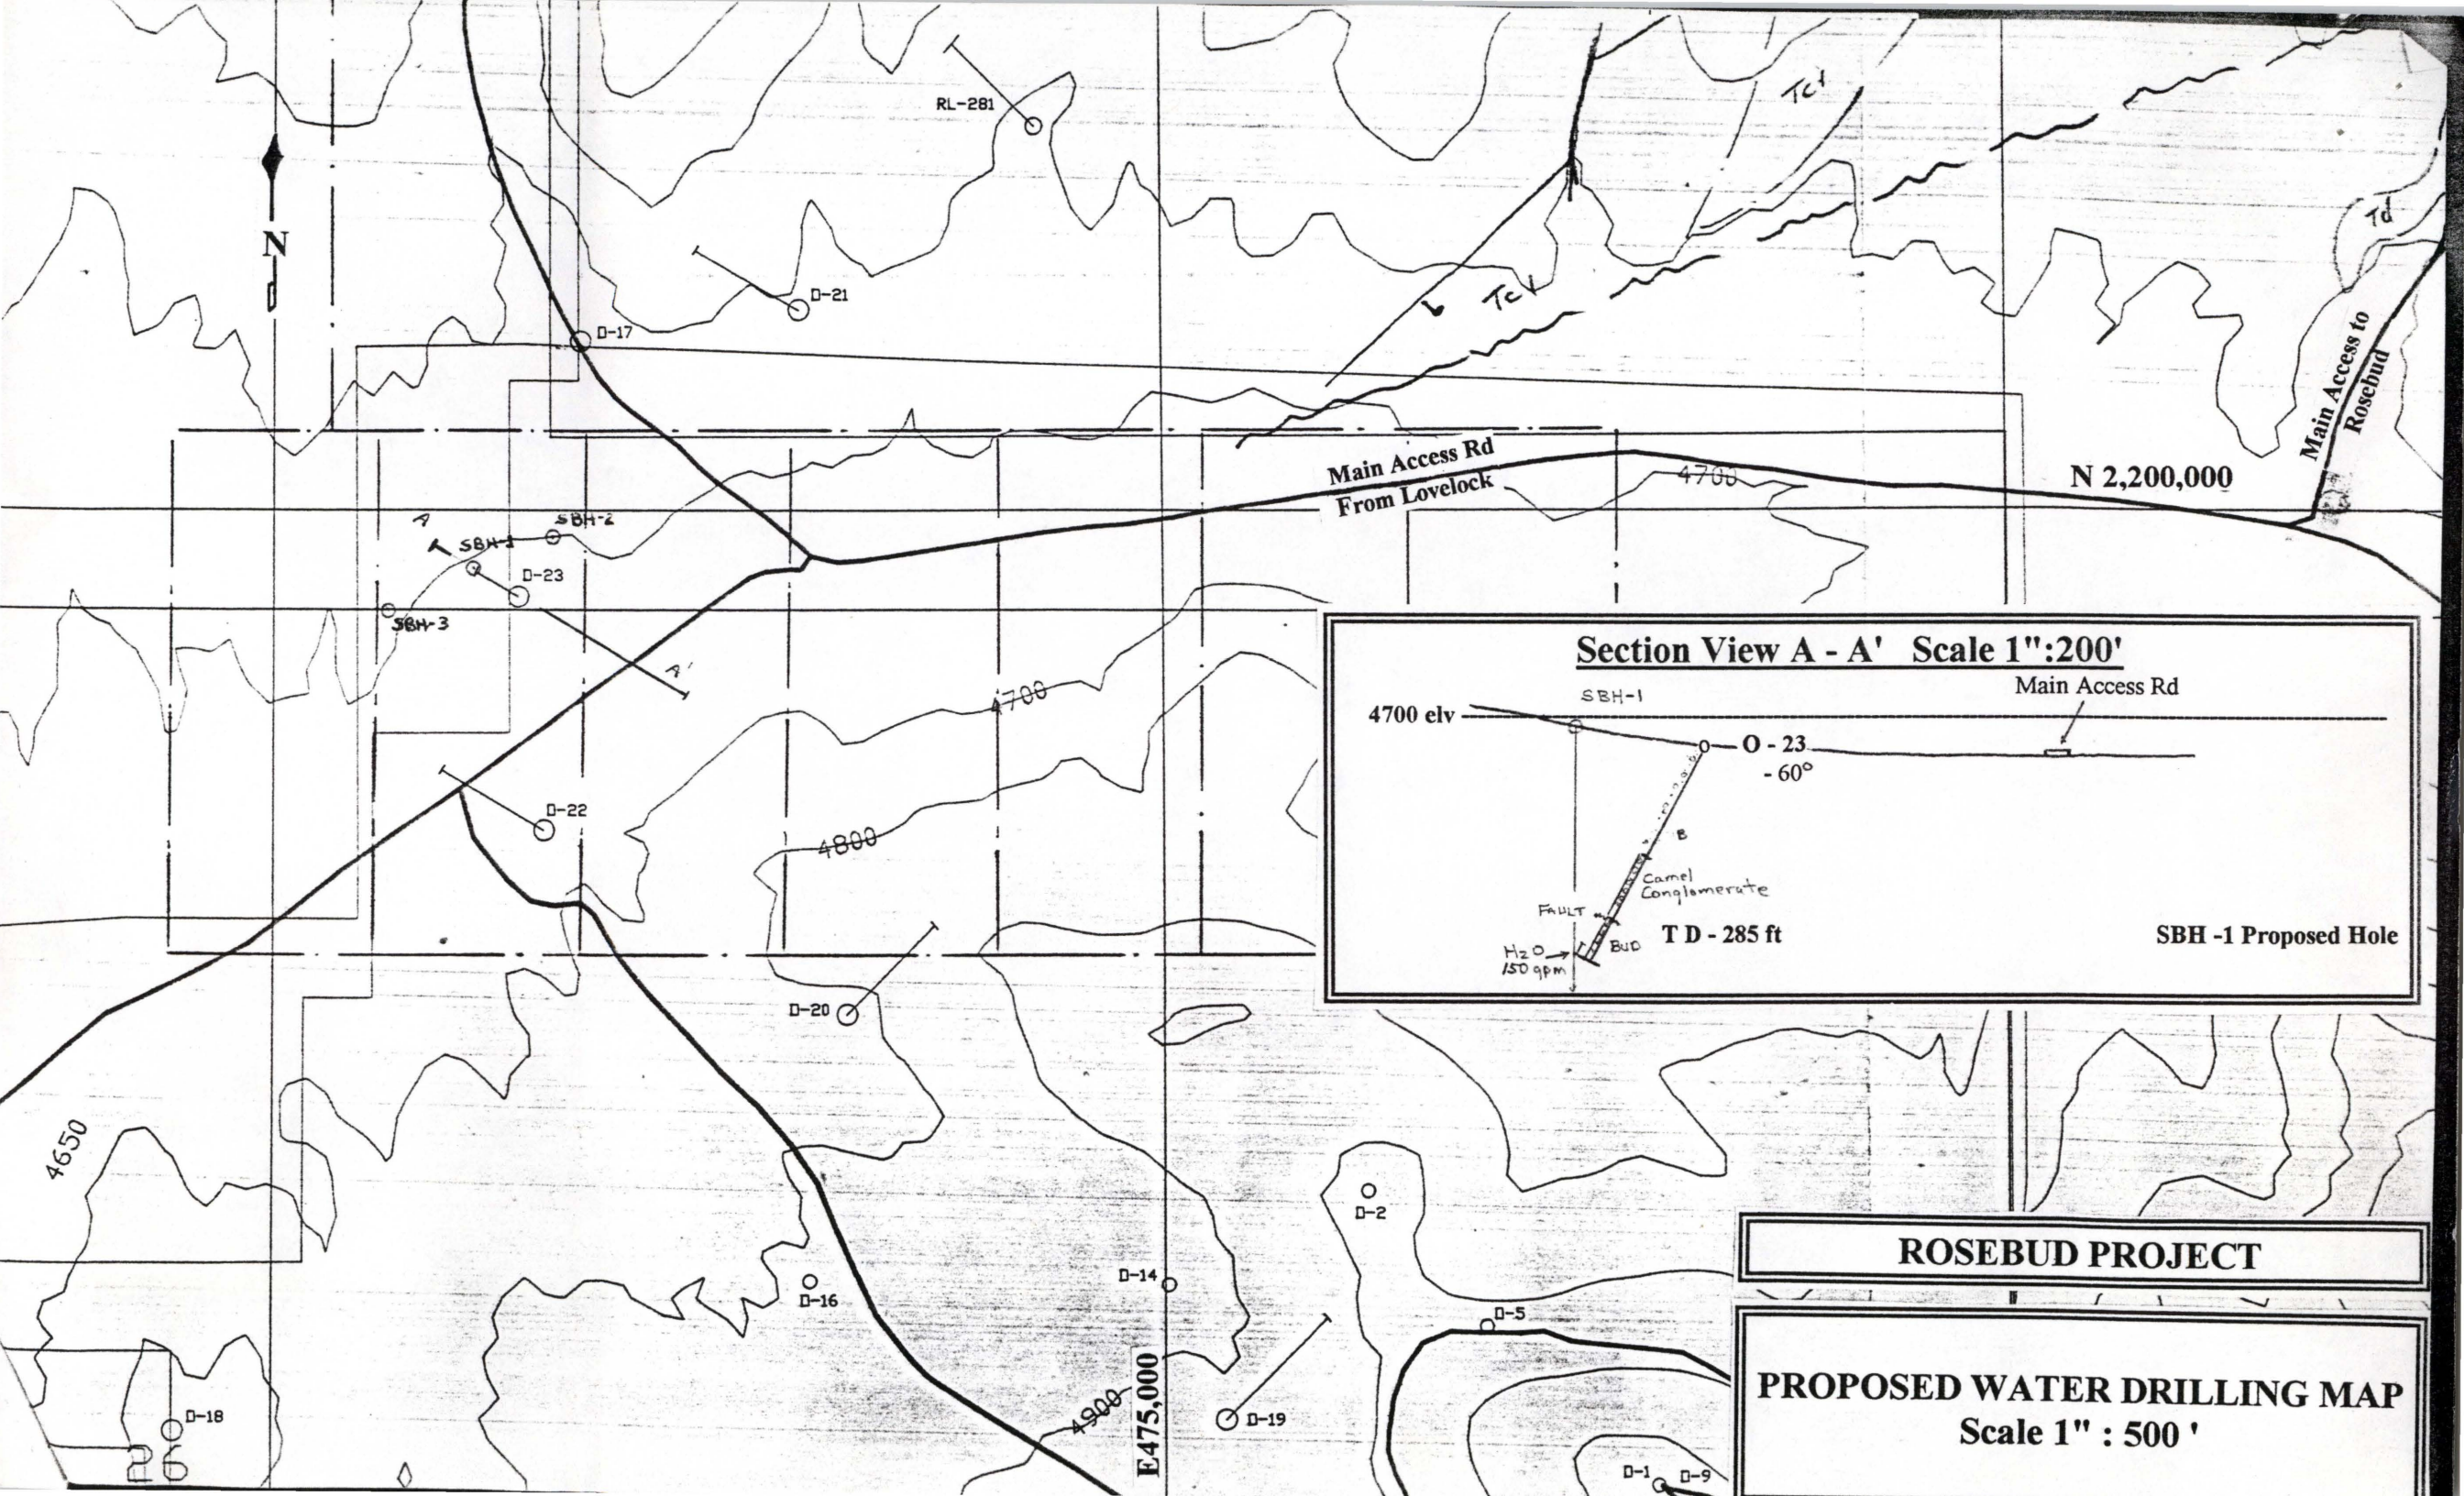 RL-281
Tcv
N
Td
D-21
D-17
Main Access to
Rosebud
Main Access Rd
From Lovelock
4700
N 2,200,000
A
SBH-2
SBH-1
D-23
SBH-3
A'
4700
Section View A - A' Scale 1":200'
SBH-1
Main Access Rd
4700 elv
O - 23
- 60°
B
Camel
Conglomerate
FAULT
BUD
T D - 285 ft
H2O
150 gpm
SBH -1 Proposed Hole
D-22
4800
D-20
4650
D-2
D-14
D-16
D-5
ROSEBUD PROJECT
PROPOSED WATER DRILLING MAP
Scale 1" : 500 '
E475,000
4900
D-19
D-18
26
D-1
D-9